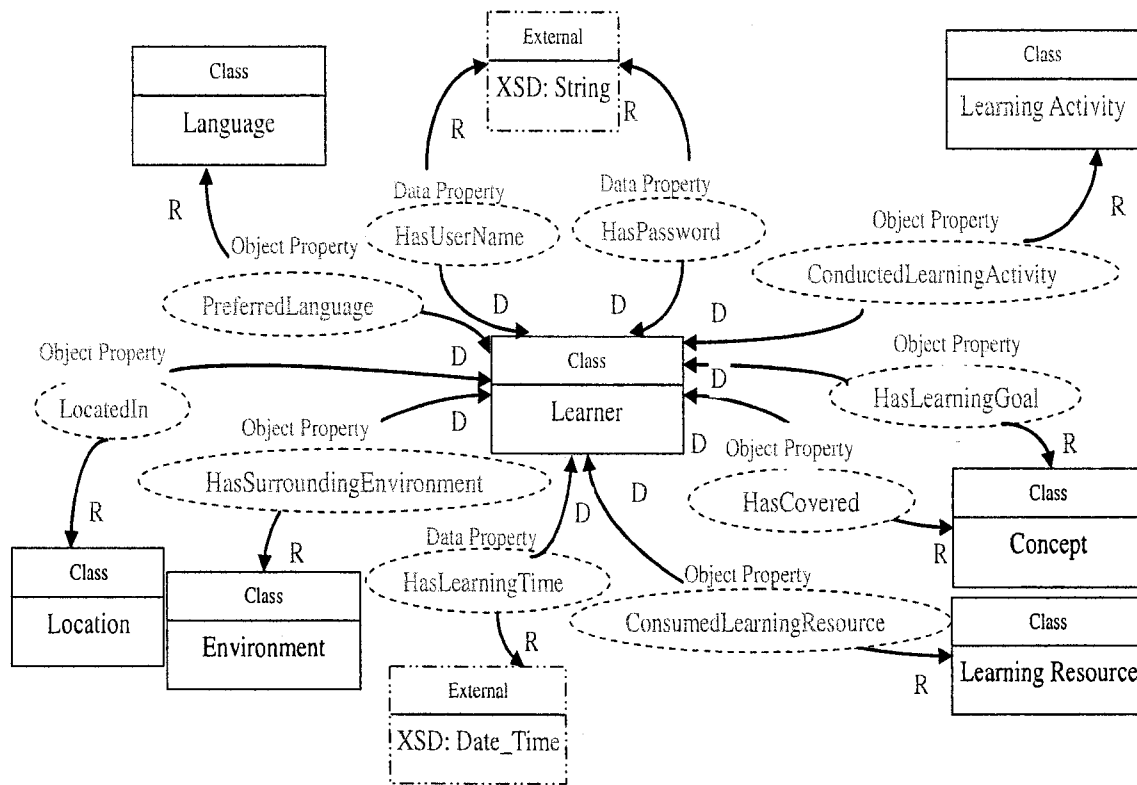 External
XSD: String
R
R
Class
Language
R
Class
Learning Activity
R
Data Property
HasUserName
D
Data Property
HasPassword
D
Object Property
PreferredLanguage
D
Object Property
ConductedLearningActivity
D
Class
Learner
Object Property
LocatedIn
R
Object Property
HasLearningGoal
D
R
Object Property
HasSurroundingEnvironment
D
R
Object Property
HasCovered
D
R
Class
Concept
Data Property
HasLearningTime
D
R
Object Property
ConsumedLearningResource
D
R
Class
Location
Class
Environment
Class
Learning Resource
External
XSD: Date_Time